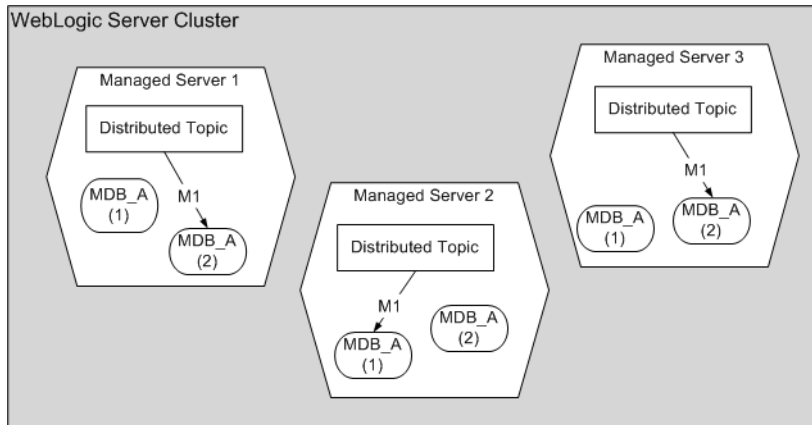 WebLogic Server Cluster
Managed Server 1
Distributed Topic
M1
MDB_A
(1)
MDB_A
(2)
Managed Server 2
Distributed Topic
M1
MDB_A
(1)
MDB_A
(2)
Managed Server 3
Distributed Topic
M1
MDB_A
(1)
MDB_A
(2)